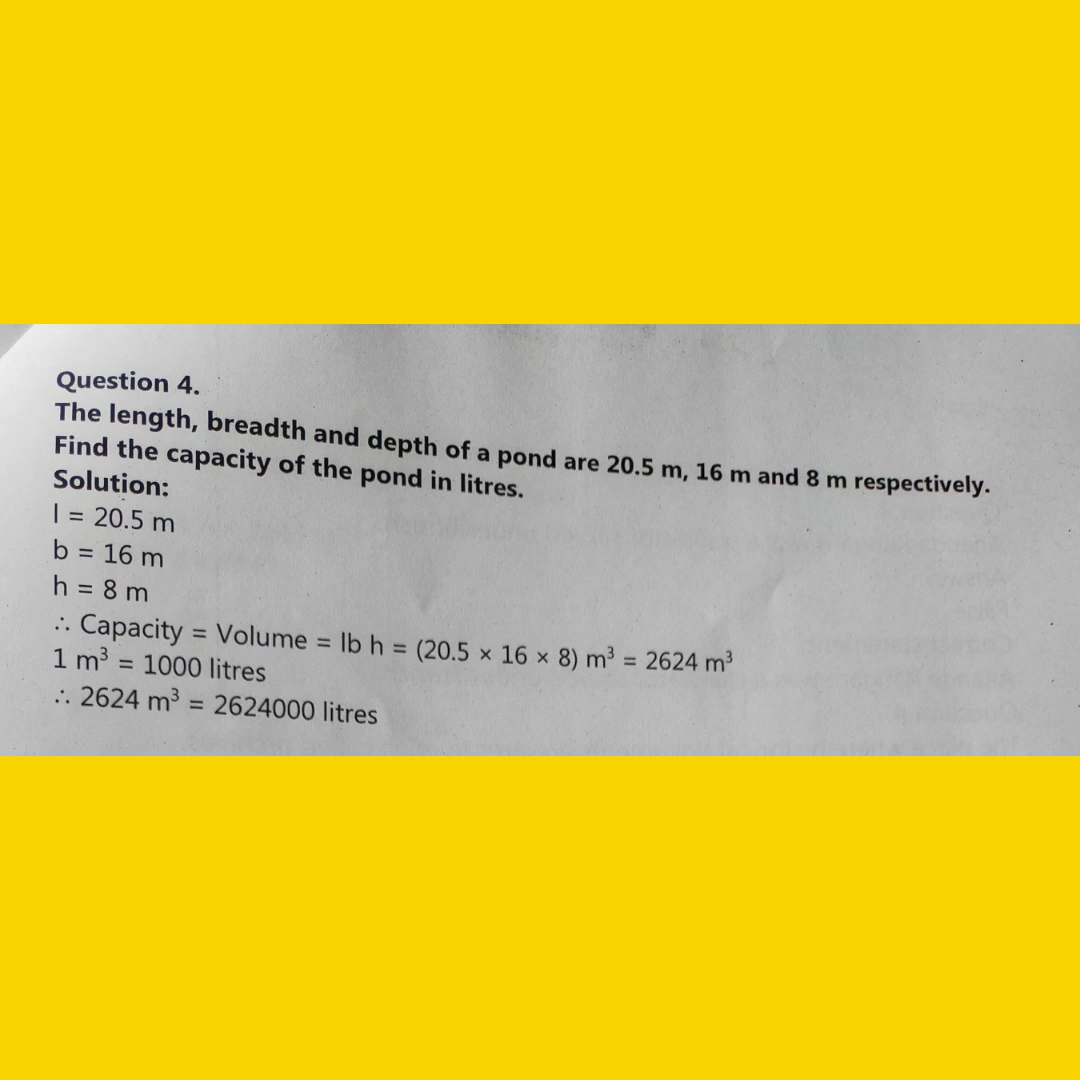 Question 4.
The length, breadth and depth of a pond are 20.5 m, 16 m and 8 m respectively.
Find the capacity of the pond in litres.
Solution:
l = 20.5 m
b = 16 m
h = 8 m
∴ Capacity = Volume = lb h = (20.5 × 16 × 8) m³ = 2624 m³
1 m³ = 1000 litres
∴ 2624 m³ = 2624000 litres